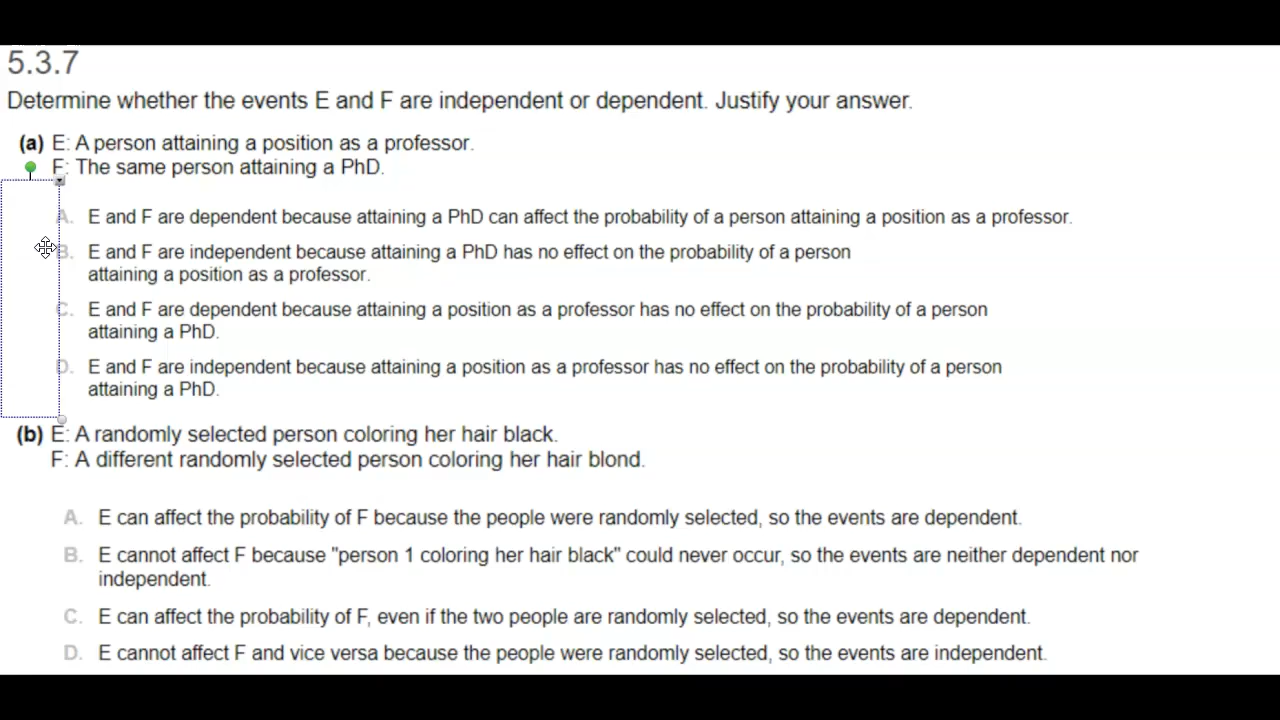 5.3.7
Determine whether the events E and F are independent or dependent. Justify your answer.
(a) E: A person attaining a position as a professor.
F: The same person attaining a PhD.
A. E and F are dependent because attaining a PhD can affect the probability of a person attaining a position as a professor.
B. E and F are independent because attaining a PhD has no effect on the probability of a person
attaining a position as a professor.
C. E and F are dependent because attaining a position as a professor has no effect on the probability of a person
attaining a PhD.
D. E and F are independent because attaining a position as a professor has no effect on the probability of a person
attaining a PhD.
(b) E: A randomly selected person coloring her hair black.
F: A different randomly selected person coloring her hair blond.
A. E can affect the probability of F because the people were randomly selected, so the events are dependent.
B. E cannot affect F because "person 1 coloring her hair black" could never occur, so the events are neither dependent nor
independent.
C. E can affect the probability of F, even if the two people are randomly selected, so the events are dependent.
D. E cannot affect F and vice versa because the people were randomly selected, so the events are independent.